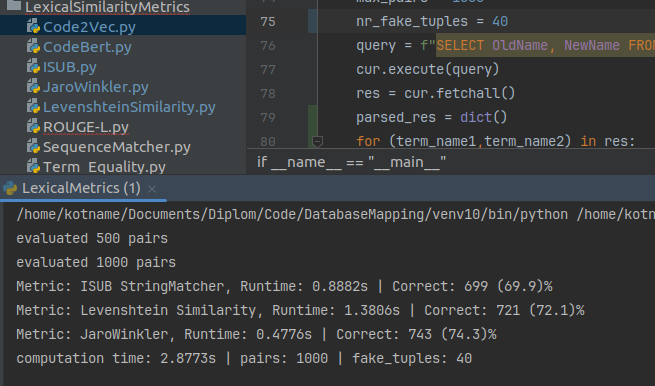 LexicalSimilarityMetrics
Code2Vec.py
CodeBert.py
ISUB.py
JaroWinkler.py
LevenshteinSimilarity.py
ROUGE-L.py
SequenceMatcher.py
Term_Equality.py
75 nr_fake_tuples = 40
76 query = f"SELECT OldName, NewName FROM
77 cur.execute(query)
78 res = cur.fetchall()
79 parsed_res = dict()
80 for (term_name1,term_name2) in res:
if __name__ == "__main__"
LexicalMetrics (1) ×
/home/kotname/Documents/Diplom/Code/DatabaseMapping/venv10/bin/python /home/kotn
evaluated 500 pairs
evaluated 1000 pairs
Metric: ISUB StringMatcher, Runtime: 0.8882s | Correct: 699 (69.9)%
Metric: Levenshtein Similarity, Runtime: 1.3806s | Correct: 721 (72.1)%
Metric: JaroWinkler, Runtime: 0.4776s | Correct: 743 (74.3)%
computation time: 2.8773s | pairs: 1000 | fake_tuples: 40